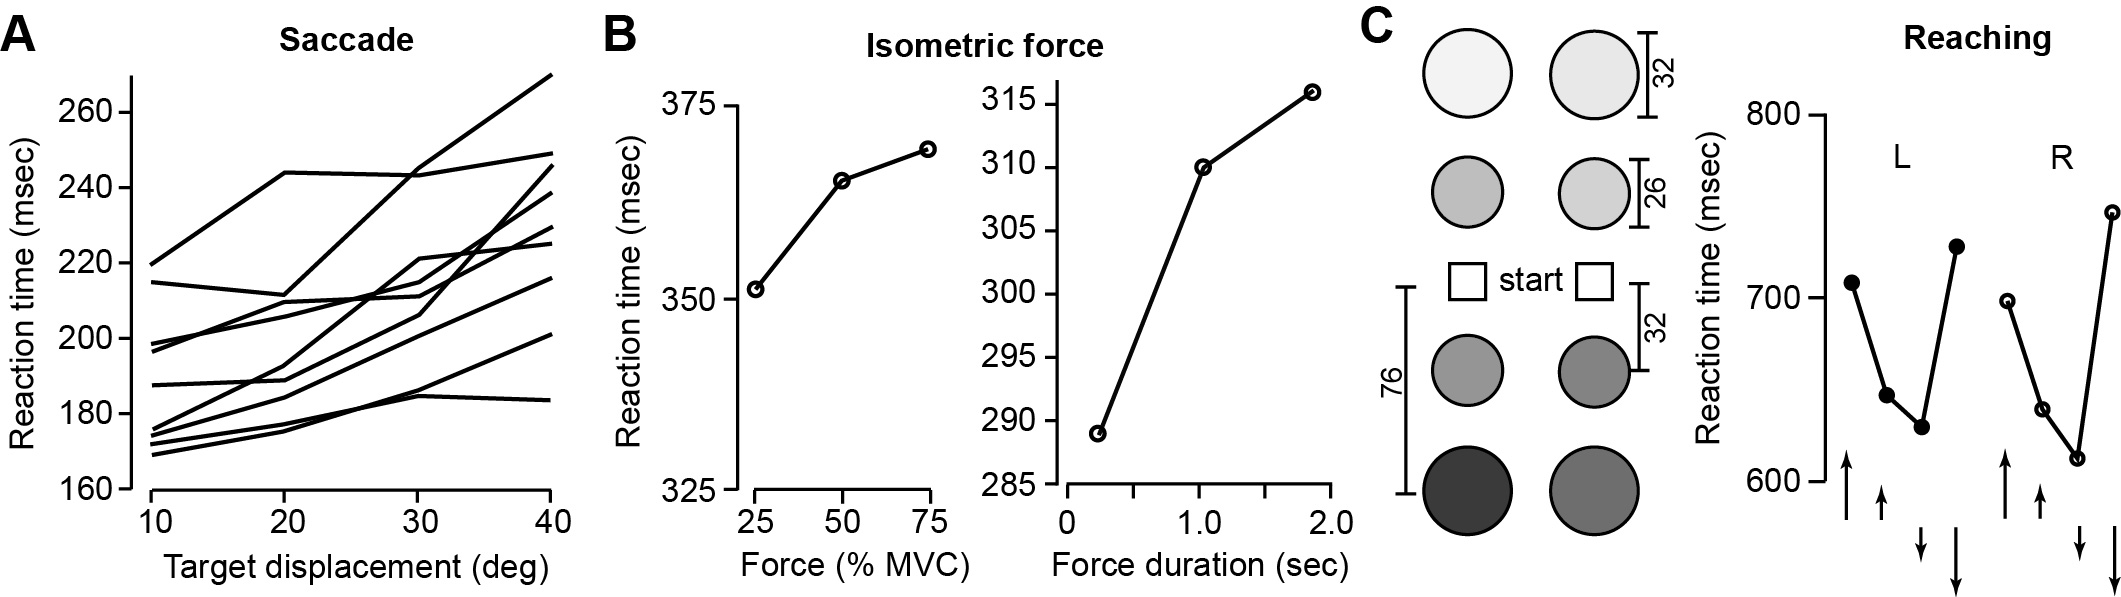 A
Saccade
Reaction time (msec)
260
240
220
200
180
160
10 20 30 40
Target displacement (deg)
B
Isometric force
Reaction time (msec)
375
350
325
25 50 75
Force (% MVC)
315
310
305
300
295
290
285
0 1.0 2.0
Force duration (sec)
C
32
26
start
32
76
Reaching
Reaction time (msec)
800
700
600
L R